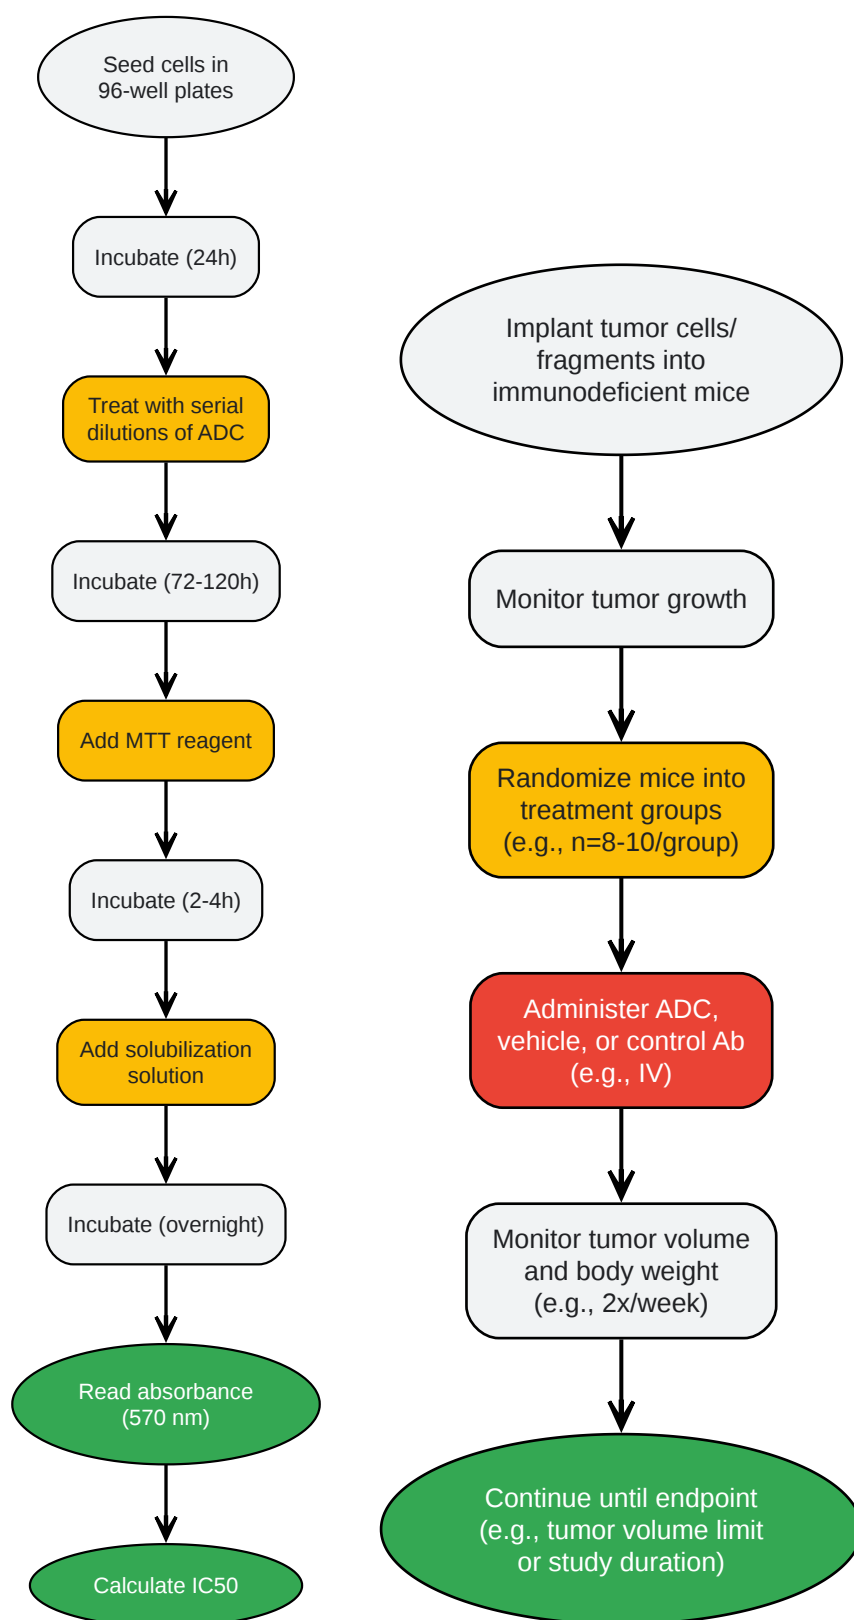 Seed cells in
96-well plates
Incubate (24h)
Treat with serial
dilutions of ADC
Incubate (72-120h)
Add MTT reagent
Incubate (2-4h)
Add solubilization
solution
Incubate (overnight)
Read absorbance
(570 nm)
Calculate IC50
Implant tumor cells/
fragments into
immunodeficient mice
Monitor tumor growth
Randomize mice into
treatment groups
(e.g., n=8-10/group)
Administer ADC,
vehicle, or control Ab
(e.g., IV)
Monitor tumor volume
and body weight
(e.g., 2x/week)
Continue until endpoint
(e.g., tumor volume limit
or study duration)